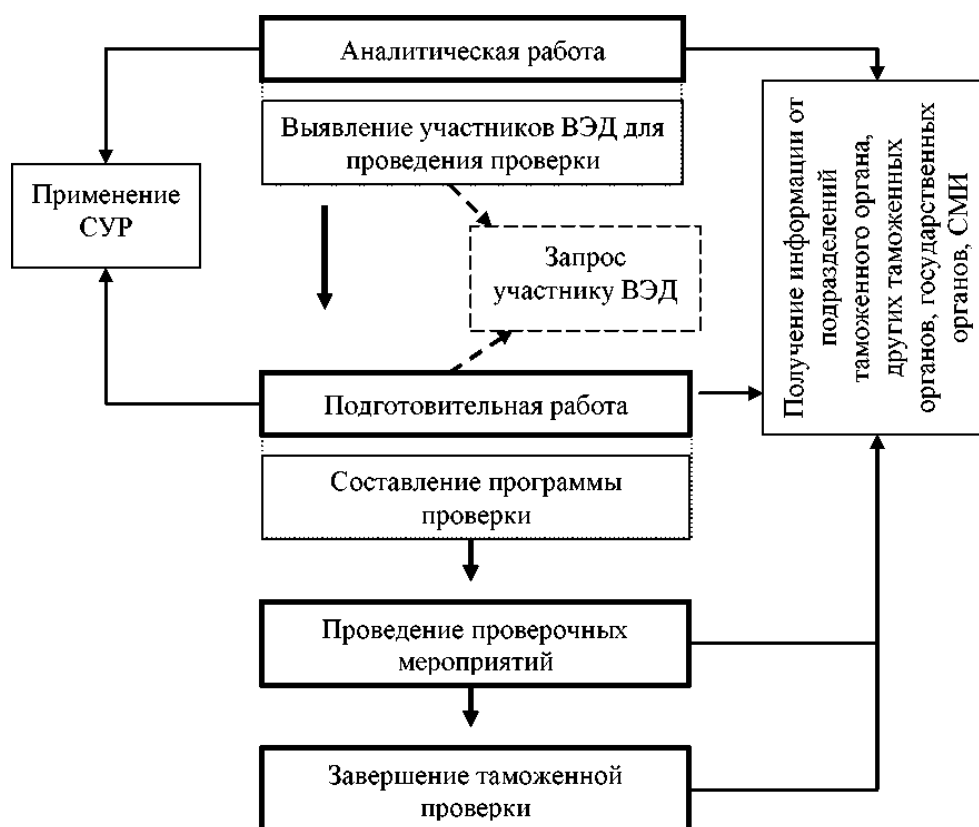 Аналитическая работа
Выявление участников ВЭД для
проведения проверки
Применение
СУР
Запрос
участнику ВЭД
Получение информации от
подразделений
таможенного органа,
других таможенных
органов, государственных
органов, СМИ
Подготовительная работа
Составление программы
проверки
Проведение проверочных
мероприятий
Завершение таможенной
проверки